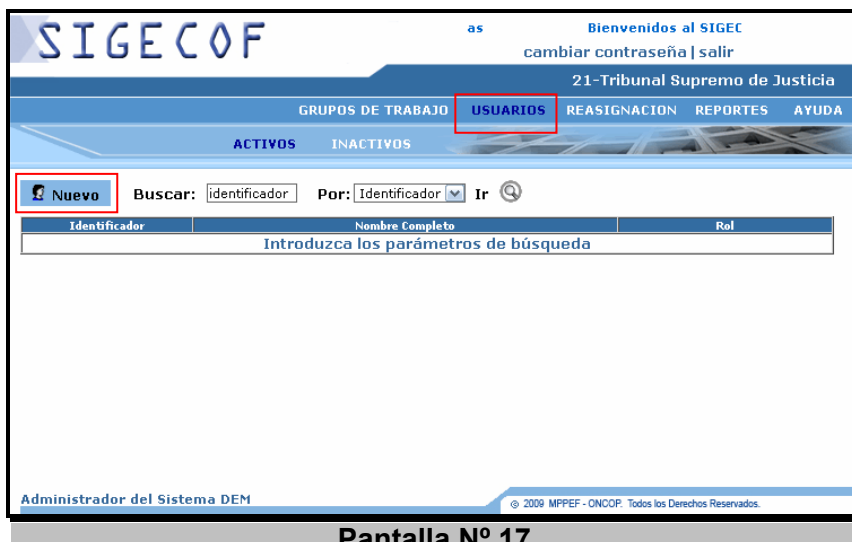 SIGECOF
as Bienvenidos al SIGEC
cambiar contraseña | salir
21-Tribunal Supremo de Justicia
GRUPOS DE TRABAJO USUARIOS REASIGNACION REPORTES AYUDA
ACTIVOS INACTIVOS
Nuevo Buscar: identificador Por: Identificador Ir
Identificador Nombre Completo Rol
Introduzca los parámetros de búsqueda
Administrador del Sistema DEM
© 2009 MPPEF - ONCOP. Todos los Derechos Reservados.
Pantalla Nº 17